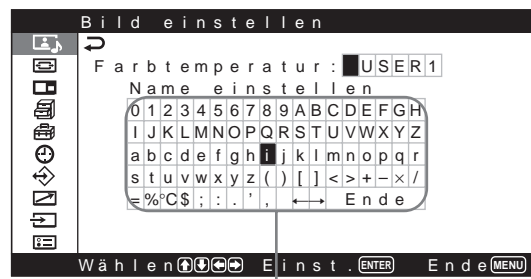 Bild einstellen
Farbtemperatur: USER1
Name einstellen
0123456789ABCDEFGH
IJKLMNOPQRSTUVWXYZ
abcdefghijklmnopqr
stuvwxyz()[]<>+−×/
=%°C$;:.’, ←→ Ende
Wählen Einst. ENTER Ende MENU